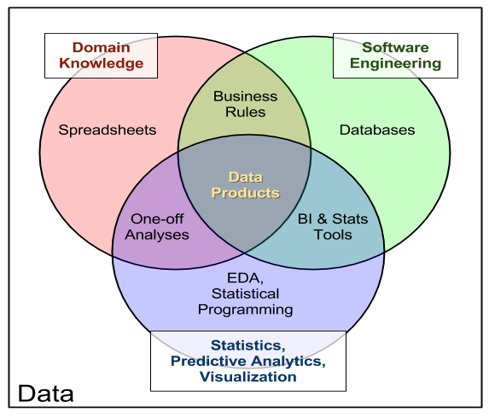 Domain
Knowledge
Software
Engineering
Business
Rules
Spreadsheets
Databases
Data
Products
One-off
Analyses
BI & Stats
Tools
EDA,
Statistical
Programming
Statistics,
Predictive Analytics,
Visualization
Data